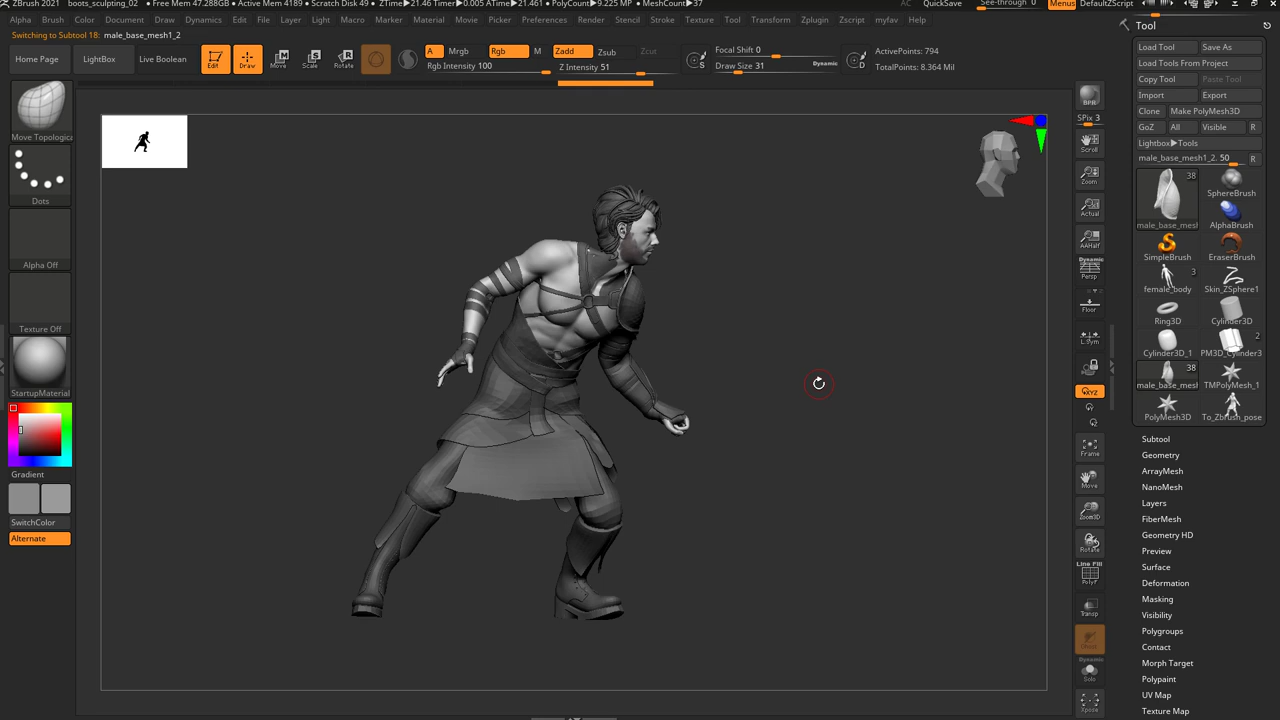 ZBrush 2021 boots_sculpting_02 • Free Mem 47.288GB • Active Mem 4189 • Scratch Disk 49 • ZTime▶21.46 Timer▶0.005 ATime▶21.461 • PolyCount▶9.225 MP • MeshCount▶37 AC QuickSave See-through 0 Menus DefaultZScript
Alpha Brush Color Document Draw Dynamics Edit File Layer Light Macro Marker Material Movie Picker Preferences Render Stencil Stroke Texture Tool Transform Zplugin Zscript myfav Help
Switching to Subtool 18: male_base_mesh1_2
Home Page LightBox Live Boolean Edit Draw Move Scale Rotate
A Mrgb Rgb M Zadd Zsub Zcut
Rgb Intensity 100 Z Intensity 51
Focal Shift 0
Draw Size 31 Dynamic
ActivePoints: 794
TotalPoints: 8.364 Mil
Move Topologica
Dots
Alpha Off
Texture Off
StartupMaterial
Gradient
SwitchColor
Alternate
BPR
SPix 3
Scroll
Zoom
Actual
AAHalf
Dynamic
Persp
Floor
L.Sym
XYZ
Frame
Move
Zoom3D
Rotate
Line Fill
PolyF
Transp
Dynamic
Solo
Xpose
Tool
Load Tool Save As
Load Tools From Project
Copy Tool Paste Tool
Import Export
Clone Make PolyMesh3D
GoZ All Visible R
Lightbox▶Tools
male_base_mesh1_2. 50 R
38
male_base_mesl SphereBrush
AlphaBrush
SimpleBrush EraserBrush
3
female_body Skin_ZSphere1
Ring3D Cylinder3D
2
Cylinder3D_1 PM3D_Cylinder3
38
male_base_mesl TMPolyMesh_1
PolyMesh3D To_Zbrush_pose
Subtool
Geometry
ArrayMesh
NanoMesh
Layers
FiberMesh
Geometry HD
Preview
Surface
Deformation
Masking
Visibility
Polygroups
Contact
Morph Target
Polypaint
UV Map
Texture Map